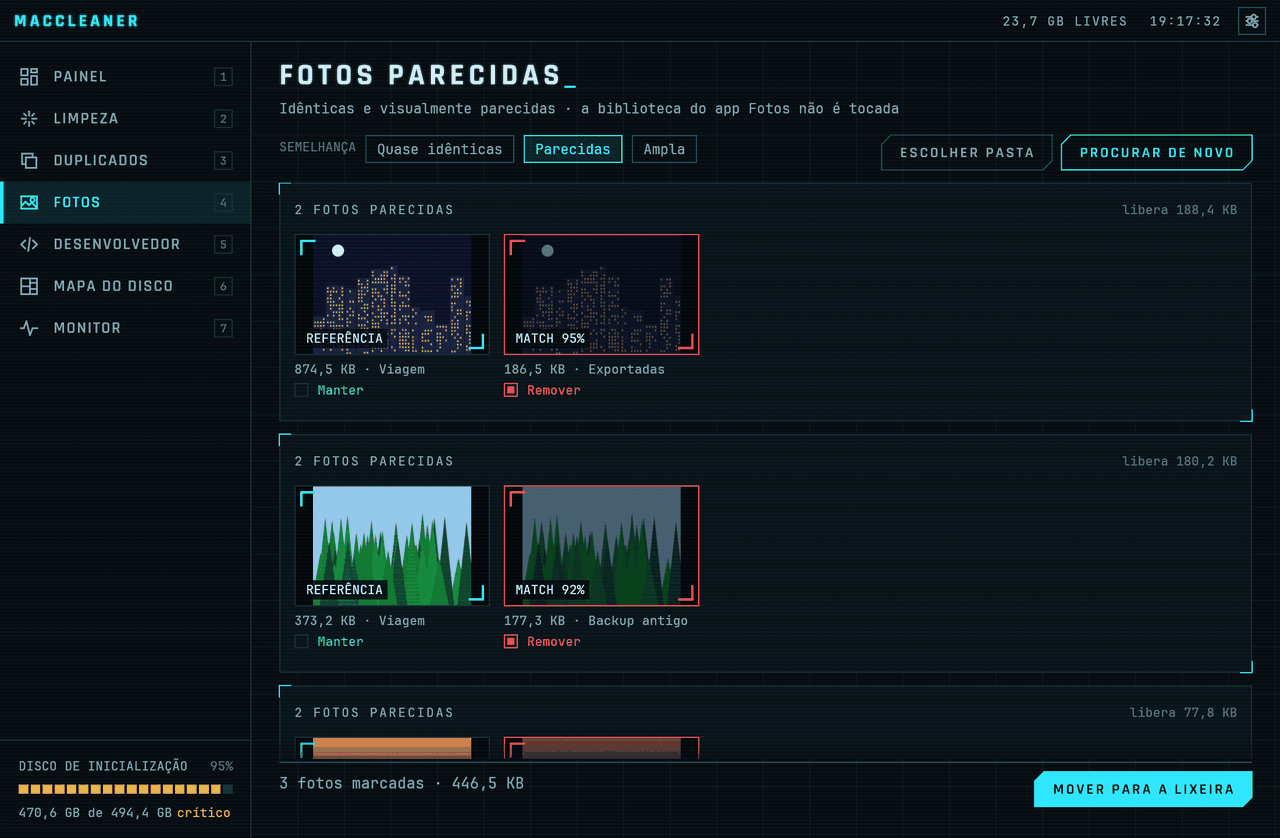 MACCLEANER
23,7 GB LIVRES 19:17:32
PAINEL 1
LIMPEZA 2
DUPLICADOS 3
FOTOS 4
DESENVOLVEDOR 5
MAPA DO DISCO 6
MONITOR 7
DISCO DE INICIALIZAÇÃO 95%
470,6 GB de 494,4 GB crítico
FOTOS PARECIDAS_
Idênticas e visualmente parecidas · a biblioteca do app Fotos não é tocada
SEMELHANÇA Quase idênticas Parecidas Ampla
ESCOLHER PASTA PROCURAR DE NOVO
2 FOTOS PARECIDAS libera 188,4 KB
REFERÊNCIA MATCH 95%
874,5 KB · Viagem 186,5 KB · Exportadas
Manter Remover
2 FOTOS PARECIDAS libera 180,2 KB
REFERÊNCIA MATCH 92%
373,2 KB · Viagem 177,3 KB · Backup antigo
Manter Remover
2 FOTOS PARECIDAS libera 77,8 KB
3 fotos marcadas · 446,5 KB
MOVER PARA A LIXEIRA